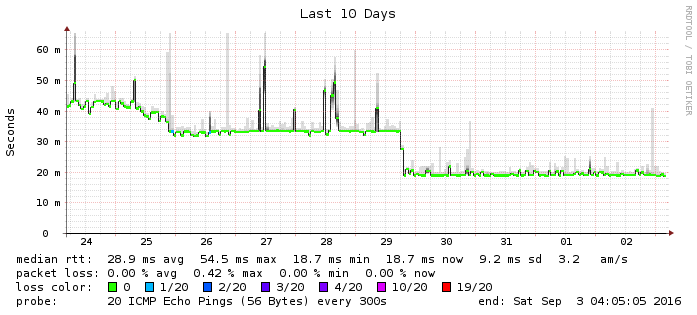 Last 10 Days
RRDTOOL / TOBI OETIKER
Seconds
60 m
50 m
40 m
30 m
20 m
10 m
0
24 25 26 27 28 29 30 31 01 02
median rtt: 28.9 ms avg 54.5 ms max 18.7 ms min 18.7 ms now 9.2 ms sd 3.2 am/s
packet loss: 0.00 % avg 0.42 % max 0.00 % min 0.00 % now
loss color: 0 1/20 2/20 3/20 4/20 10/20 19/20
probe: 20 ICMP Echo Pings (56 Bytes) every 300s end: Sat Sep 3 04:05:05 2016